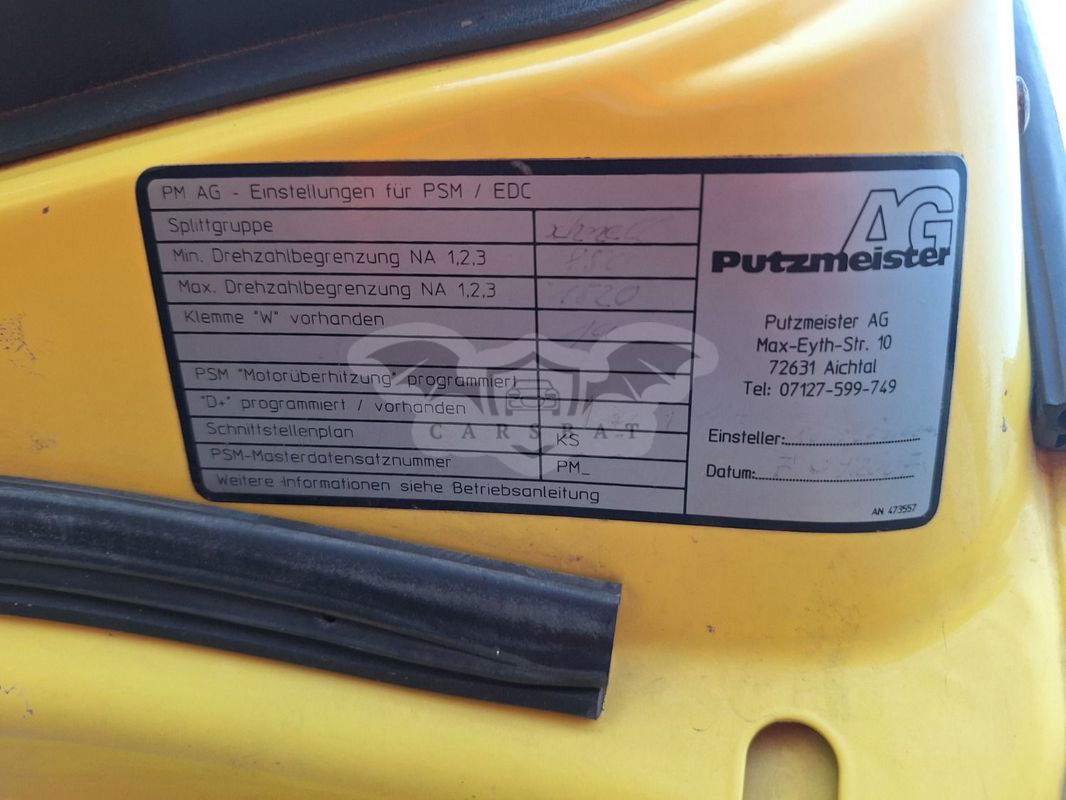 PM AG - Einstellungen für PSM / EDC
Splittgruppe
Min. Drehzahlbegrenzung NA 1,2,3
Max. Drehzahlbegrenzung NA 1,2,3 1520
Klemme "W" vorhanden
PSM "Motorüberhitzung" programmiert
"D+" programmiert / vorhanden
Schnittstellenplan KS
PSM-Masterdatensatznummer PM_
Weitere Informationen siehe Betriebsanleitung
AG
Putzmeister
Putzmeister AG
Max-Eyth-Str. 10
72631 Aichtal
Tel: 07127-599-749
Einsteller:
Datum:
AN 473557
CARSBAT